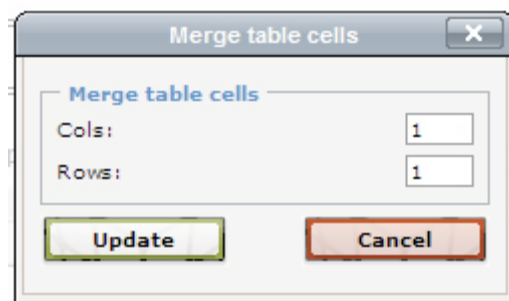 Merge table cells
Merge table cells
Cols: 1
Rows: 1
Update Cancel